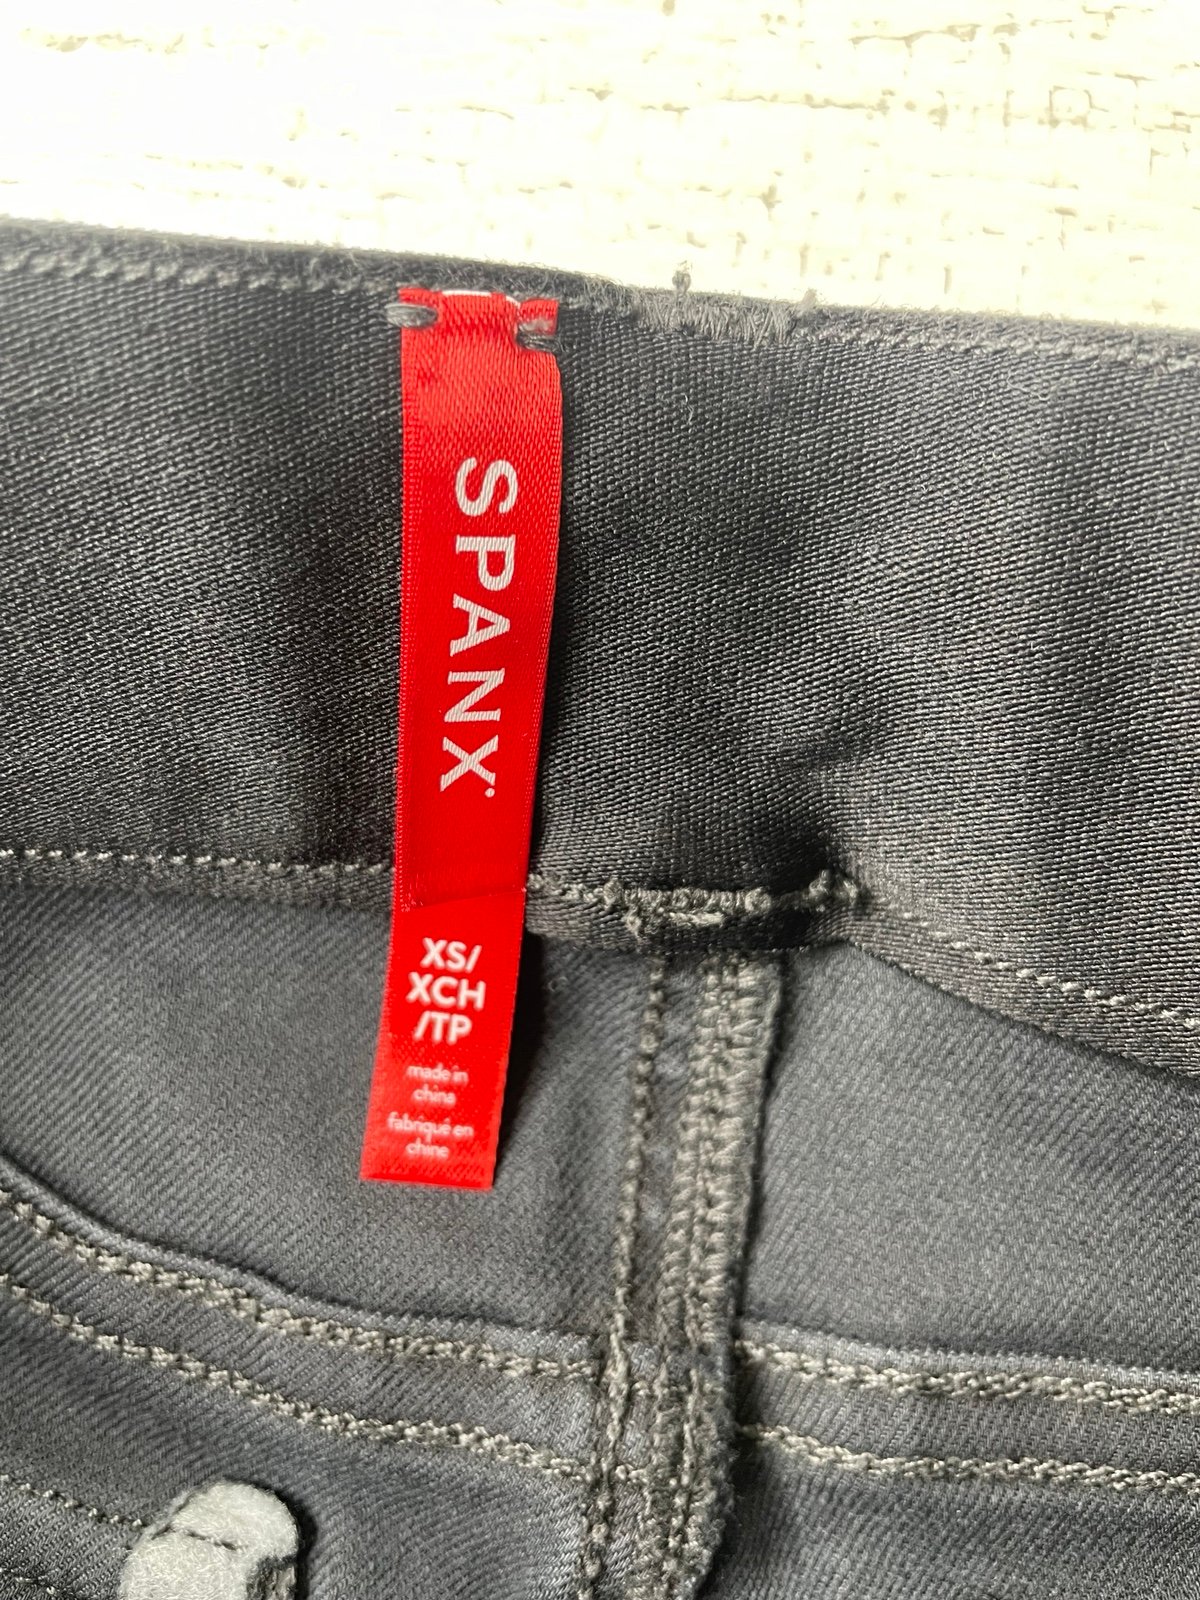 SPANX
XS/
XCH
/TP
made in
china
fabriqué en
chine